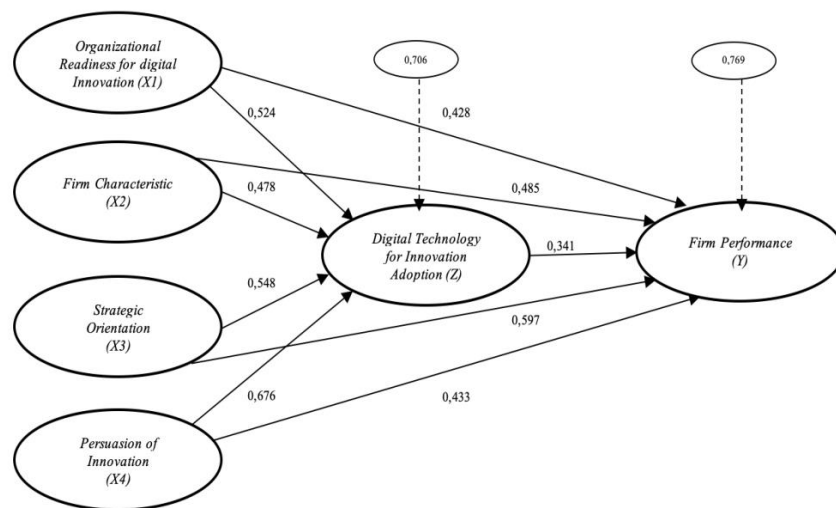 Organizational
Readiness for digital
Innovation (X1)
0,706
0,769
0,524
0,428
Firm Characteristic
(X2)
0,478
0,485
Digital Technology
for Innovation
Adoption (Z)
0,341
Firm Performance
(Y)
0,548
Strategic
Orientation
(X3)
0,597
0,676
0,433
Persuasion of
Innovation
(X4)